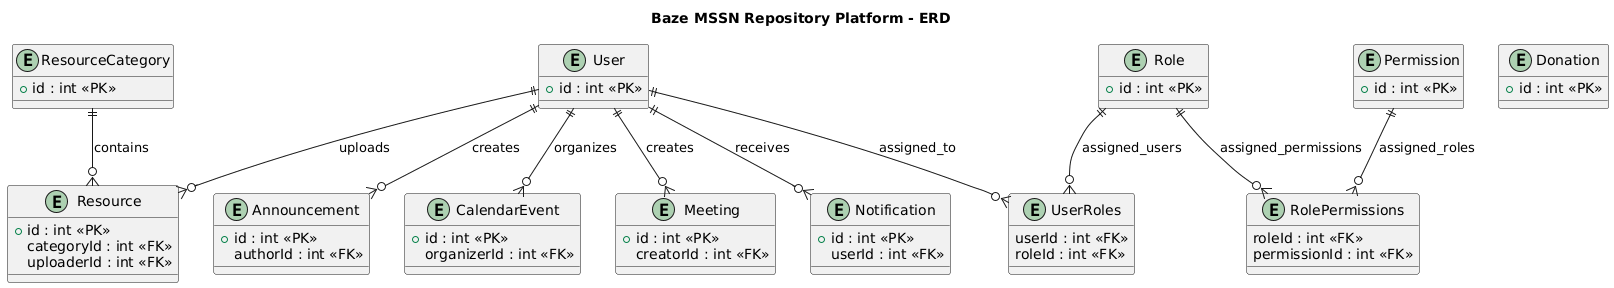 Baze MSSN Repository Platform - ERD
E ResourceCategory
id : int «PK»
E User
id : int «PK»
E Role
id : int «PK»
E Permission
id : int «PK»
E Donation
id : int «PK»
contains
uploads
creates
organizes
creates
receives
assigned_to
assigned_users
assigned_permissions
assigned_roles
E Resource
id : int «PK»
categoryId : int «FK»
uploaderId : int «FK»
E Announcement
id : int «PK»
authorId : int «FK»
E CalendarEvent
id : int «PK»
organizerId : int «FK»
E Meeting
id : int «PK»
creatorId : int «FK»
E Notification
id : int «PK»
userId : int «FK»
E UserRoles
userId : int «FK»
roleId : int «FK»
E RolePermissions
roleId : int «FK»
permissionId : int «FK»